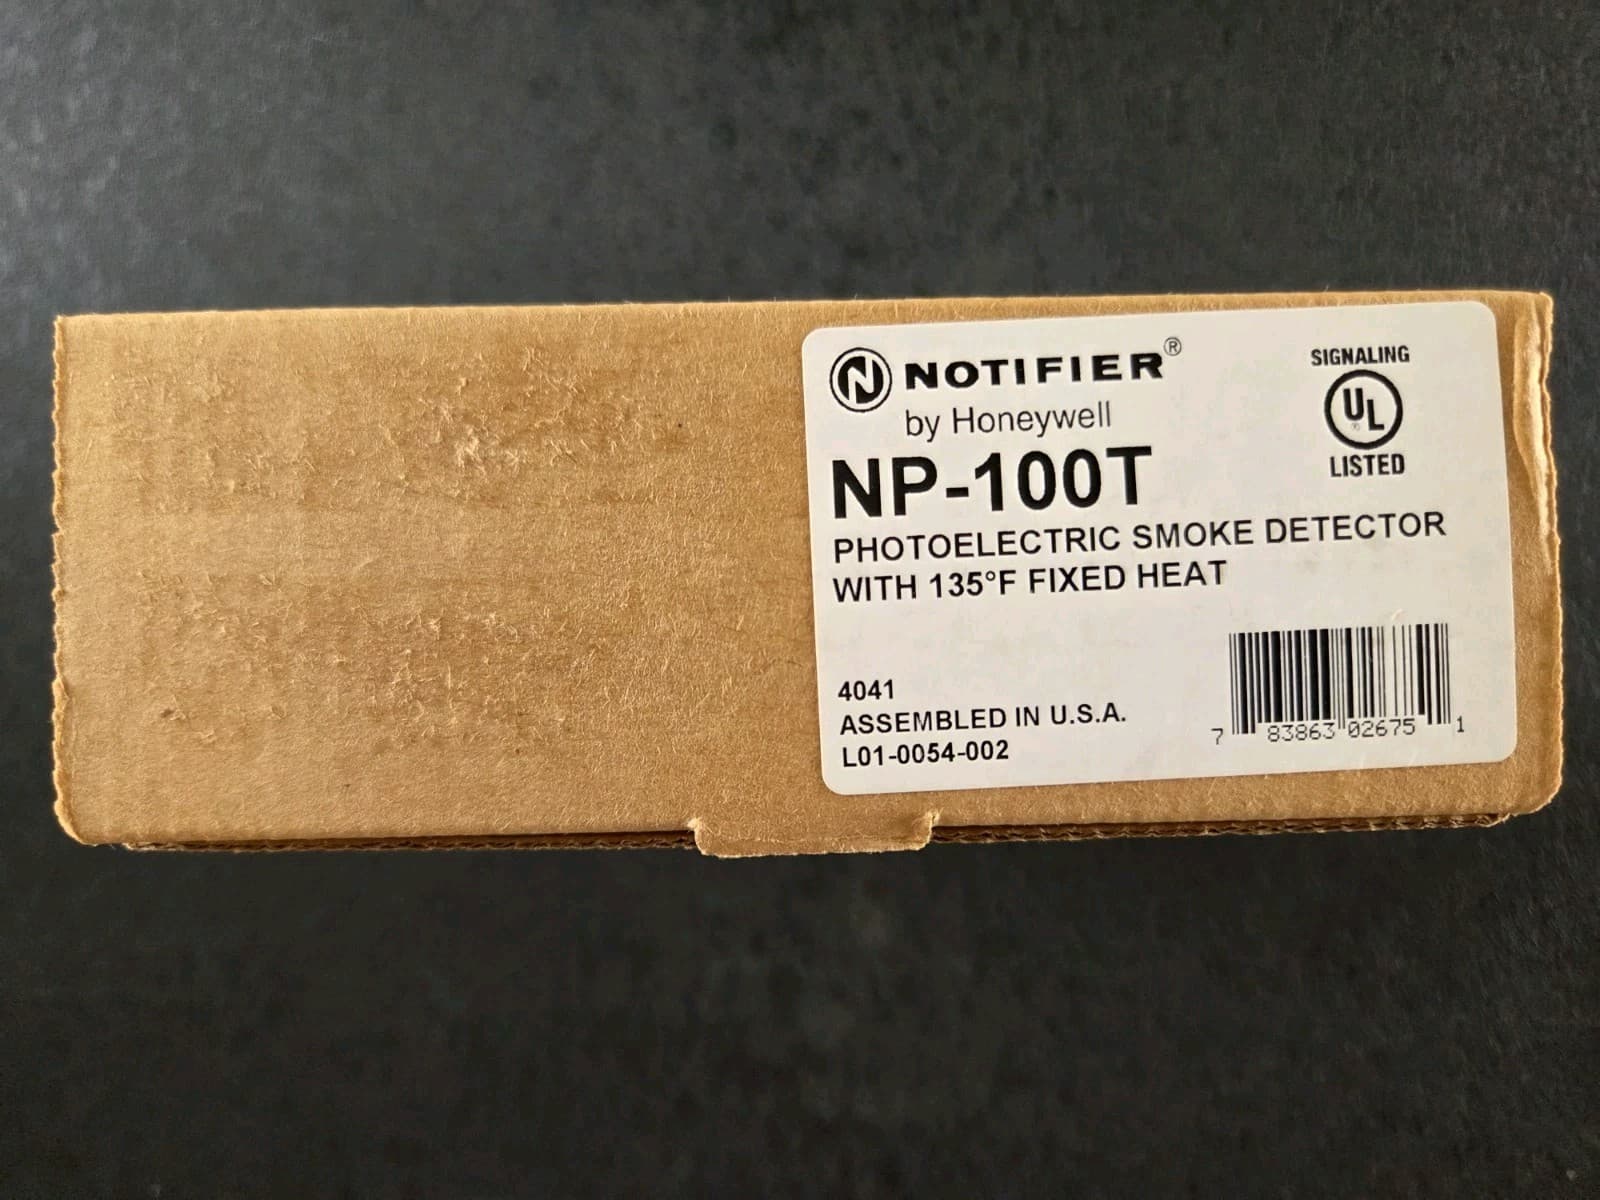 NOTIFIER®
by Honeywell
NP-100T
PHOTOELECTRIC SMOKE DETECTOR
WITH 135°F FIXED HEAT
SIGNALING
UL®
LISTED
4041
ASSEMBLED IN U.S.A.
L01-0054-002
7 83863 02675 1